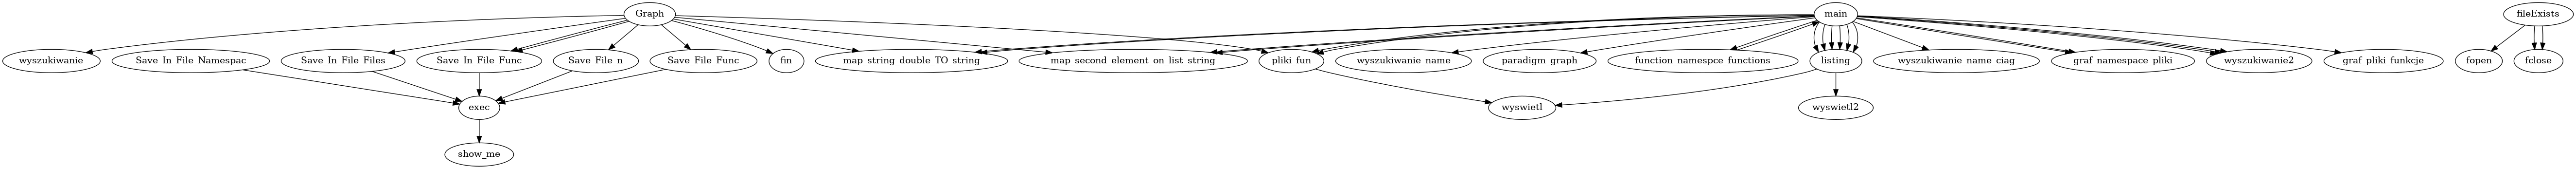 Graph
main
fileExists
wyszukiwanie
Save_In_File_Namespac
Save_In_File_Files
Save_In_File_Func
Save_File_n
Save_File_Func
fin
map_string_double_TO_string
map_second_element_on_list_string
pliki_fun
wyszukiwanie_name
paradigm_graph
function_namespce_functions
listing
wyszukiwanie_name_ciag
graf_namespace_pliki
wyszukiwanie2
graf_pliki_funkcje
fopen
fclose
exec
wyswietl
wyswietl2
show_me